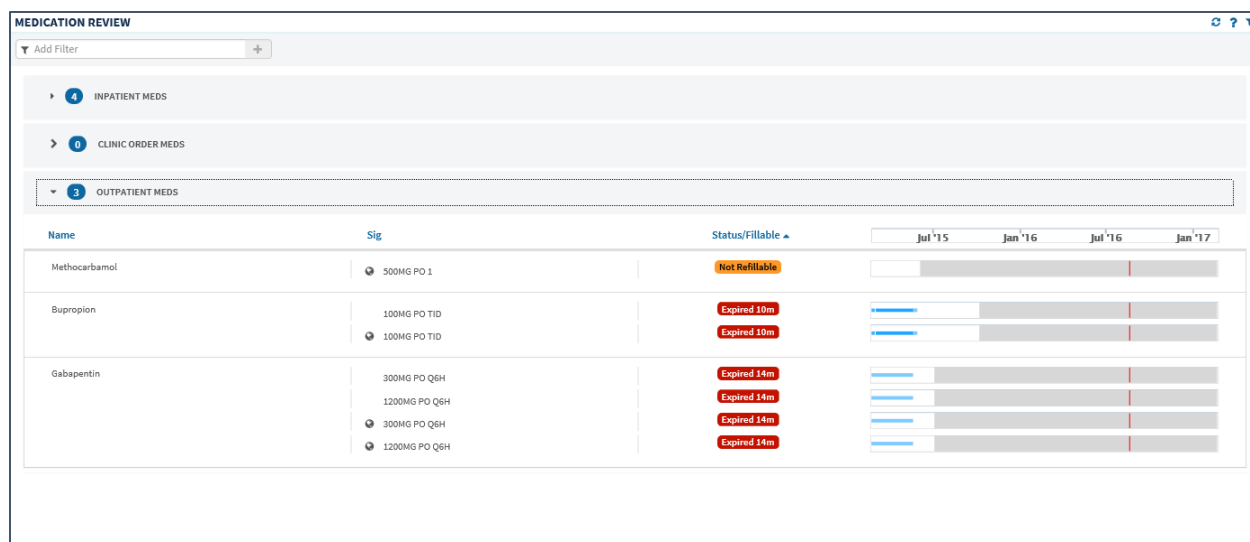 MEDICATION REVIEW
Add Filter
4 INPATIENT MEDS
0 CLINIC ORDER MEDS
3 OUTPATIENT MEDS
Name Sig Status/Fillable Jul '15 Jan '16 Jul '16 Jan '17
Methocarbamol 500MG PO 1 Not Refillable
Bupropion 100MG PO TID Expired 10m
100MG PO TID Expired 10m
Gabapentin 300MG PO Q6H Expired 14m
1200MG PO Q6H Expired 14m
300MG PO Q6H Expired 14m
1200MG PO Q6H Expired 14m